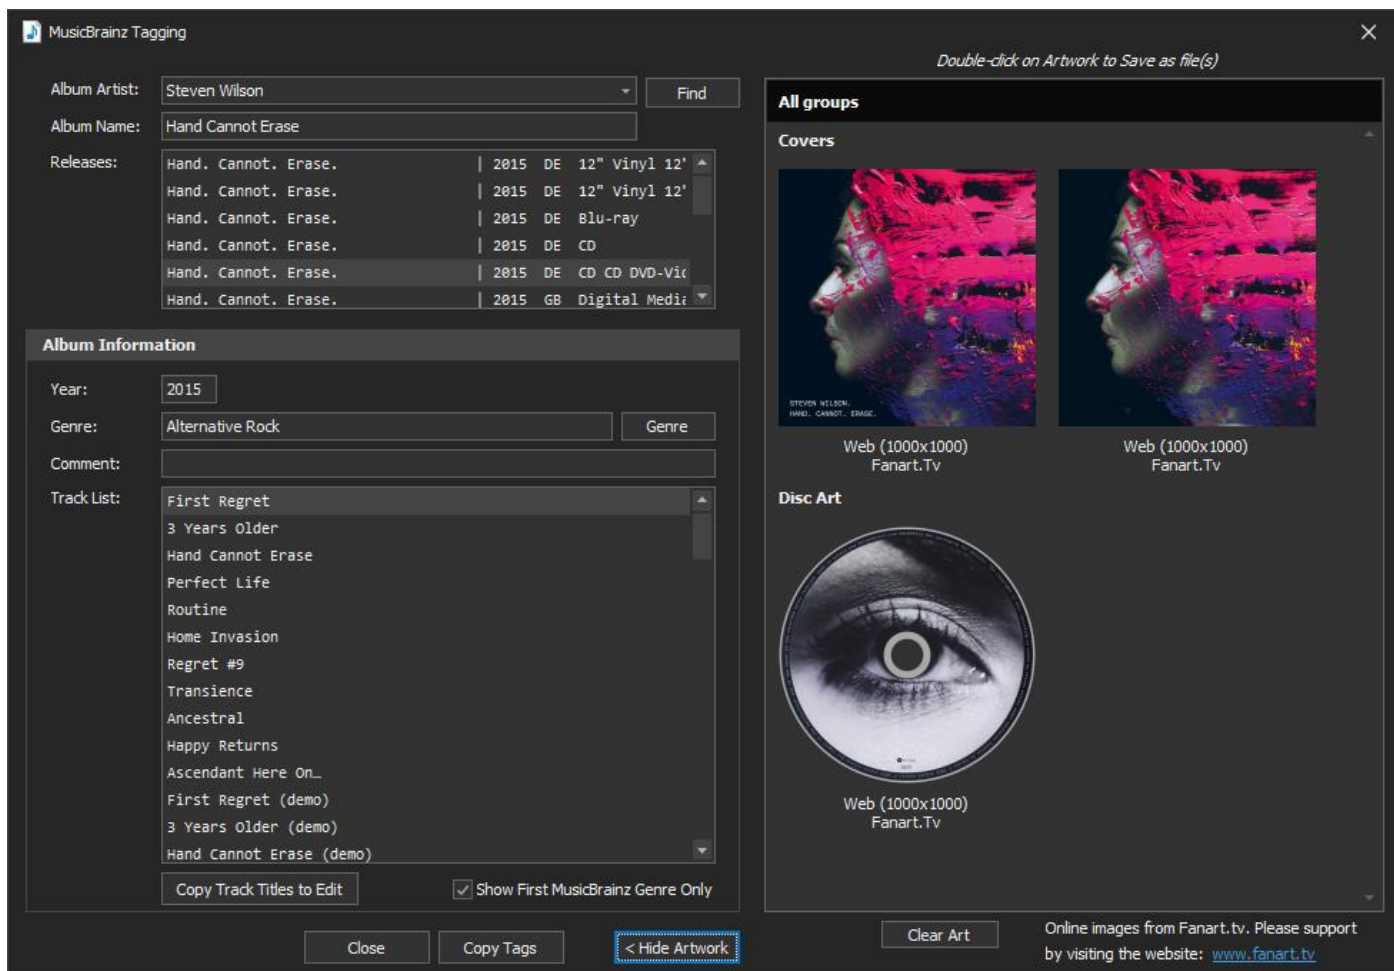 MusicBrainz Tagging
Double-click on Artwork to Save as file(s)
Album Artist: Steven Wilson Find
Album Name: Hand Cannot Erase
Releases:
Hand. Cannot. Erase. | 2015 DE 12" Vinyl 12"
Hand. Cannot. Erase. | 2015 DE 12" Vinyl 12"
Hand. Cannot. Erase. | 2015 DE Blu-ray
Hand. Cannot. Erase. | 2015 DE CD
Hand. Cannot. Erase. | 2015 DE CD CD DVD-Vid
Hand. Cannot. Erase. | 2015 GB Digital Media
Album Information
Year: 2015
Genre: Alternative Rock Genre
Comment:
Track List:
First Regret
3 Years Older
Hand Cannot Erase
Perfect Life
Routine
Home Invasion
Regret #9
Transience
Ancestral
Happy Returns
Ascendant Here On…
First Regret (demo)
3 Years Older (demo)
Hand Cannot Erase (demo)
Copy Track Titles to Edit
Show First MusicBrainz Genre Only
Close
Copy Tags
< Hide Artwork
All groups
Covers
STEVEN WILSON.
HAND. CANNOT. ERASE.
Web (1000x1000)
Fanart.Tv
Web (1000x1000)
Fanart.Tv
Disc Art
Web (1000x1000)
Fanart.Tv
Clear Art
Online images from Fanart.tv. Please support
by visiting the website: www.fanart.tv